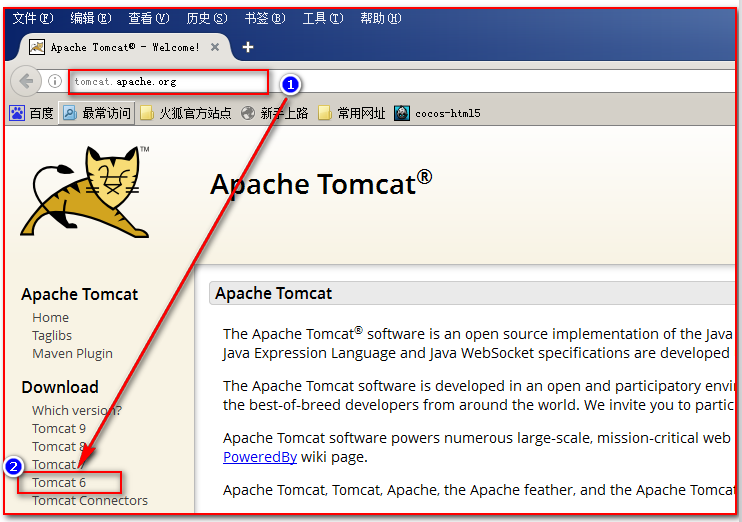 文件(F) 编辑(E) 查看(V) 历史(S) 书签(B) 工具(T) 帮助(H)
Apache Tomcat® - Welcome! × +
tomcat.apache.org
1
百度 最常访问 火狐官方站点 新手上路 常用网址 cocos-html5
TM
Apache Tomcat®
Apache Tomcat
Home
Taglibs
Maven Plugin
Download
Which version?
Tomcat 9
Tomcat 8
Tomcat
2
Tomcat 6
Tomcat Connectors
Apache Tomcat
The Apache Tomcat® software is an open source implementation of the Java
Java Expression Language and Java WebSocket specifications are developed
The Apache Tomcat software is developed in an open and participatory envi
the best-of-breed developers from around the world. We invite you to partic
Apache Tomcat software powers numerous large-scale, mission-critical web
PoweredBy wiki page.
Apache Tomcat, Tomcat, Apache, the Apache feather, and the Apache Tomcat